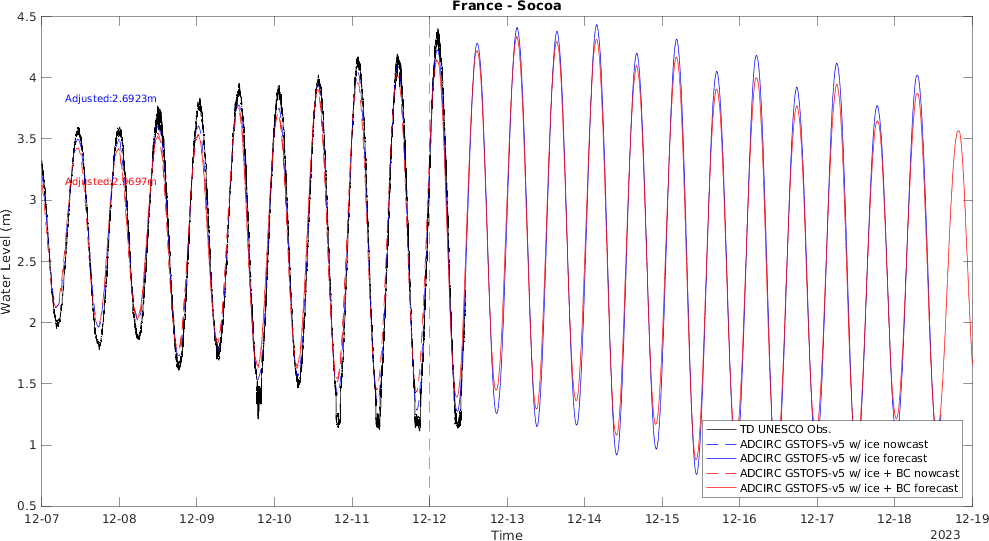 France - Socoa
4.5
4
3.5
3
2.5
2
1.5
1
0.5
Water Level (m)
Adjusted:2.6923m
Adjusted:2.9697m
TD UNESCO Obs.
ADCIRC GSTOFS-v5 w/ ice nowcast
ADCIRC GSTOFS-v5 w/ ice forecast
ADCIRC GSTOFS-v5 w/ ice + BC nowcast
ADCIRC GSTOFS-v5 w/ ice + BC forecast
12-07 12-08 12-09 12-10 12-11 12-12 12-13 12-14 12-15 12-16 12-17 12-18 12-19
Time
2023